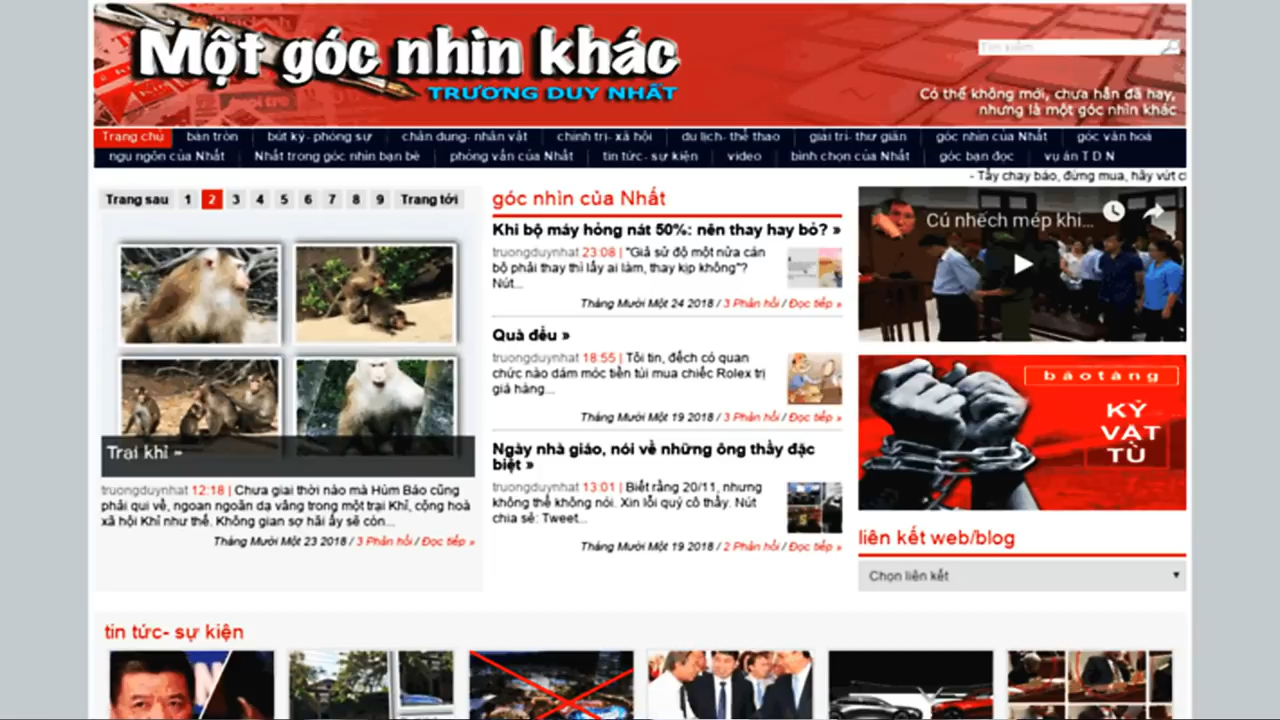 Một góc nhìn khác
TRƯƠNG DUY NHẤT
Tìm kiếm
Có thể không mới, chưa hẳn đã hay,
nhưng là một góc nhìn khác
Trang chủ bàn tròn bút ký- phóng sự chân dung- nhân vật chính trị- xã hội du lịch- thể thao giải trí- thư giãn góc nhìn của Nhất góc văn hoá
ngụ ngôn của Nhất Nhất trong góc nhìn bạn bè phỏng vấn của Nhất tin tức- sự kiện video bình chọn của Nhất góc bạn đọc vụ án T D N
- Tẩy chay báo, đừng mua, hãy vứt
Trang sau 1 2 3 4 5 6 7 8 9 Trang tới
Trại khỉ »
truongduynhat 12:18 | Chưa giai thời nào mà Hùm Báo cũng
phải qui về, ngoan ngoãn dạ vâng trong một trại Khỉ, cộng hoà
xã hội Khỉ như thế. Không gian sợ hãi ấy sẽ còn...
Tháng Mười Một 23 2018 / 3 Phản hồi / Đọc tiếp »
góc nhìn của Nhất
Khi bộ máy hỏng nát 50%: nên thay hay bỏ? »
truongduynhat 23:08 | "Giả sử độ một nửa cán
bộ phải thay thì lấy ai làm, thay kịp không"?
Nút...
Tháng Mười Một 24 2018 / 3 Phản hồi / Đọc tiếp »
Quà đểu »
truongduynhat 18:55 | Tôi tin, đếch có quan
chức nào dám móc tiền túi mua chiếc Rolex trị
giá hàng...
Tháng Mười Một 19 2018 / 3 Phản hồi / Đọc tiếp »
Ngày nhà giáo, nói về những ông thầy đặc
biệt »
truongduynhat 13:01 | Biết rằng 20/11, nhưng
không thể không nói. Xin lỗi quý cô thầy. Nút
chia sẻ: Tweet...
Tháng Mười Một 19 2018 / 2 Phản hồi / Đọc tiếp »
Cú nhếch mép khi...
bảo tàng
KỶ
VẬT
TÙ
liên kết web/blog
Chọn liên kết
tin tức- sự kiện